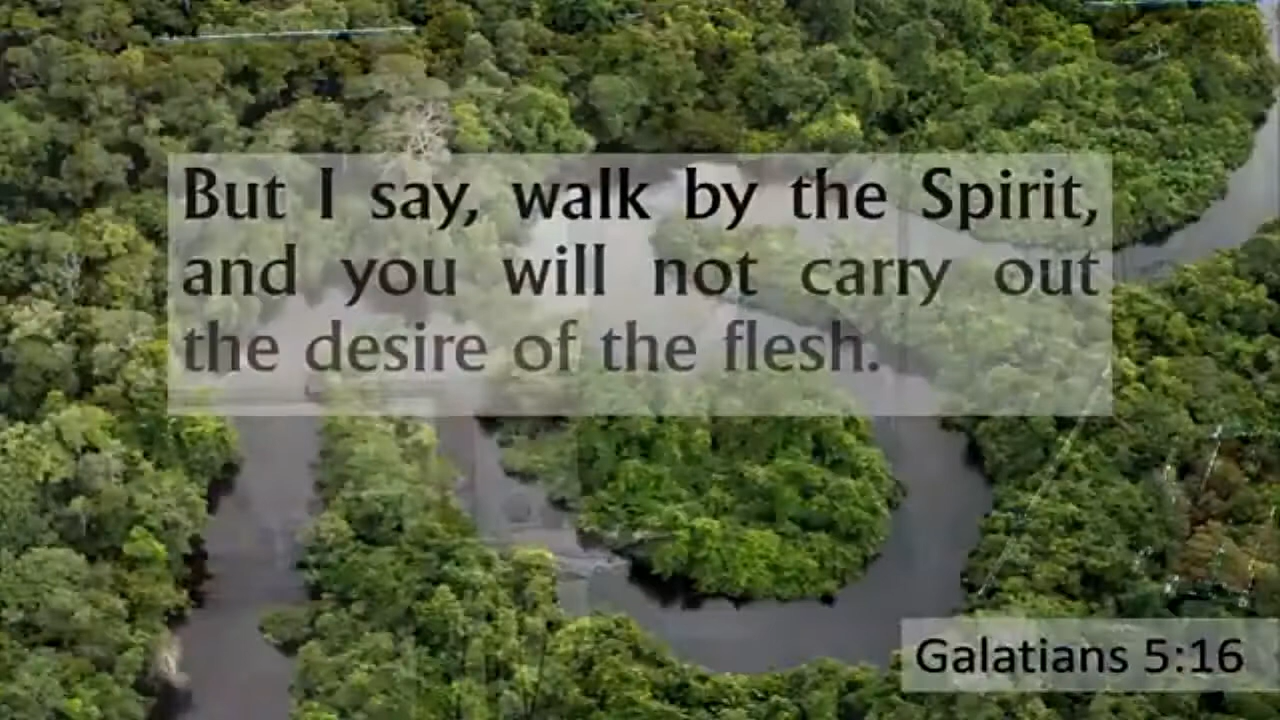 But I say, walk by the Spirit,
and you will not carry out
the desire of the flesh.
Galatians 5:16